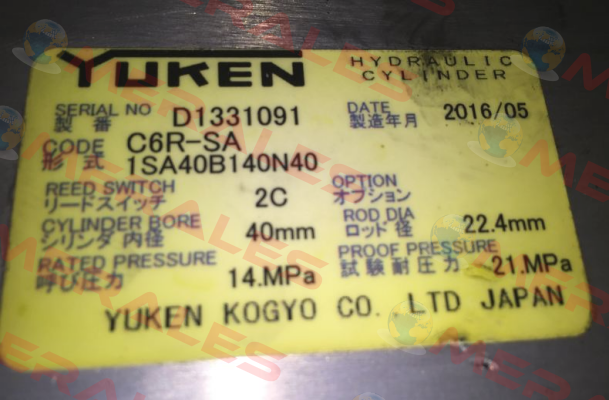 YUKEN
HYDRAULIC
CYLINDER
SERIAL NO
製番
D1331091
DATE
製造年月
2016/05
CODE
形式
C6R-SA
1SA40B140N40
REED SWITCH
リードスイッチ
2C
OPTION
オプション
CYLINDER BORE
シリンダ内径
40mm
ROD DIA
ロッド径
22.4mm
RATED PRESSURE
呼び圧力
14.MPa
PROOF PRESSURE
試験耐圧力
21.MPa
YUKEN KOGYO CO. LTD JAPAN
MERALES